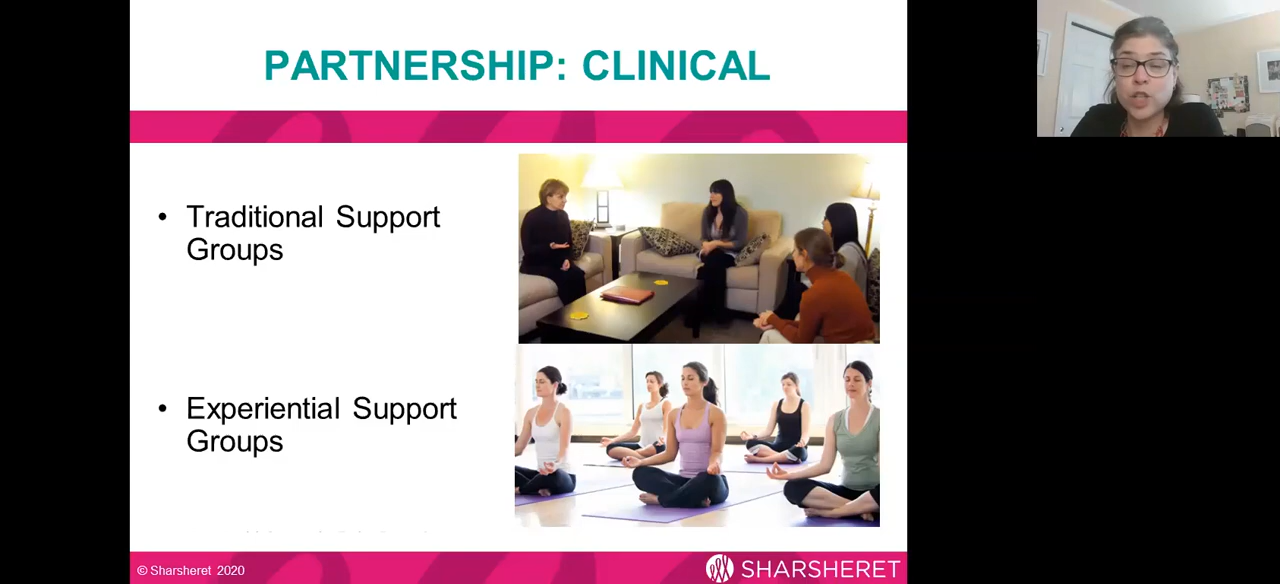 PARTNERSHIP: CLINICAL
• Traditional Support
Groups
• Experiential Support
Groups
© Sharsheret 2020
SHARSHERET